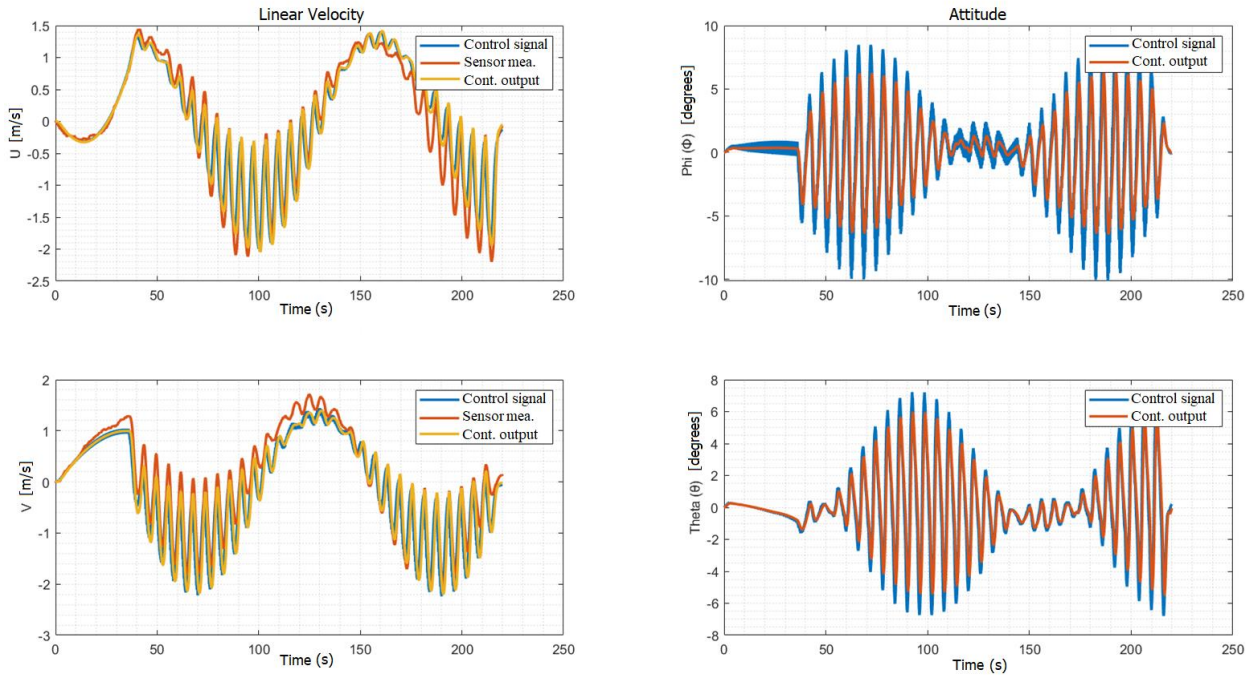 Linear Velocity
1.5
1
0.5
0
-0.5
-1
-1.5
-2
-2.5
U [m/s]
Control signal
Sensor mea.
Cont. output
0 50 100 150 200 250
Time (s)
Attitude
10
5
0
-5
-10
Phi (Φ) [degrees]
Control signal
Cont. output
0 50 100 150 200 250
Time (s)
2
1
0
-1
-2
-3
V [m/s]
Control signal
Sensor mea.
Cont. output
0 50 100 150 200 250
Time (s)
8
6
4
2
0
-2
-4
-6
-8
Theta (θ) [degrees]
Control signal
Cont. output
0 50 100 150 200 250
Time (s)